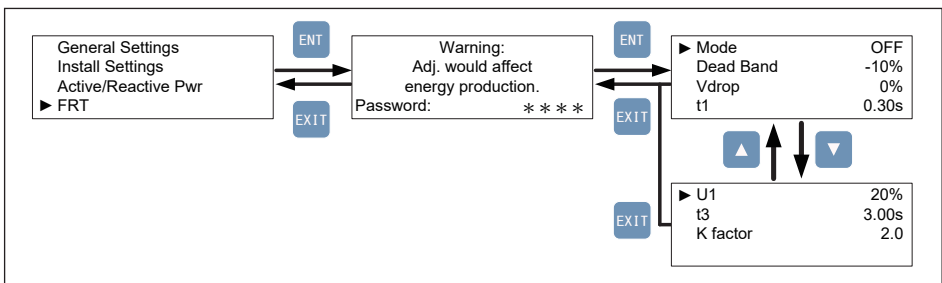 General Settings
Install Settings
Active/Reactive Pwr
► FRT
ENT
EXIT
Warning:
Adj. would affect
energy production.
Password: ＊＊＊＊
ENT
EXIT
► Mode OFF
Dead Band -10%
Vdrop 0%
t1 0.30s
▲
▼
EXIT
► U1 20%
t3 3.00s
K factor 2.0